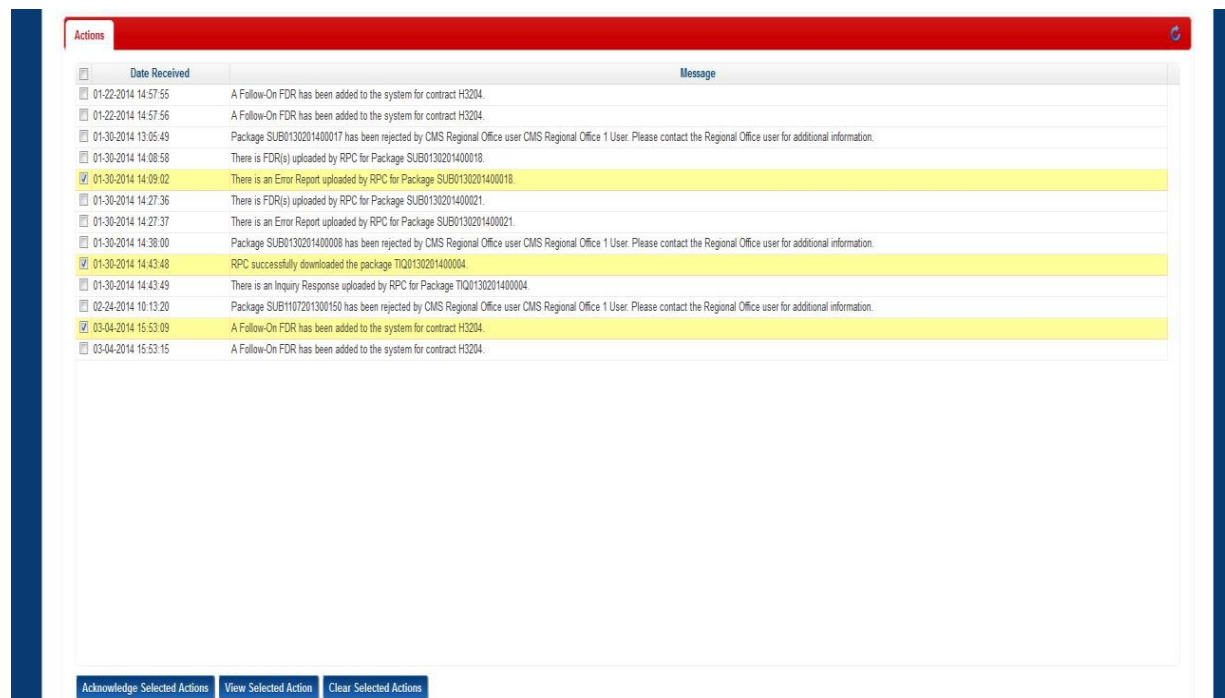 Actions
Date Received Message
01-22-2014 14:57:55 A Follow-On FDR has been added to the system for contract H3204.
01-22-2014 14:57:56 A Follow-On FDR has been added to the system for contract H3204.
01-30-2014 13:05:49 Package SUB0130201400017 has been rejected by CMS Regional Office user CMS Regional Office 1 User. Please contact the Regional Office user for additional information.
01-30-2014 14:08:58 There is FDR(s) uploaded by RPC for Package SUB0130201400018.
01-30-2014 14:09:02 There is an Error Report uploaded by RPC for Package SUB0130201400018.
01-30-2014 14:27:36 There is FDR(s) uploaded by RPC for Package SUB0130201400021.
01-30-2014 14:27:37 There is an Error Report uploaded by RPC for Package SUB0130201400021.
01-30-2014 14:38:00 Package SUB0130201400008 has been rejected by CMS Regional Office user CMS Regional Office 1 User. Please contact the Regional Office user for additional information.
01-30-2014 14:43:48 RPC successfully downloaded the package TIQ0130201400004.
01-30-2014 14:43:49 There is an Inquiry Response uploaded by RPC for Package TIQ0130201400004.
02-24-2014 10:13:20 Package SUB1107201300150 has been rejected by CMS Regional Office user CMS Regional Office 1 User. Please contact the Regional Office user for additional information.
03-04-2014 15:53:09 A Follow-On FDR has been added to the system for contract H3204.
03-04-2014 15:53:15 A Follow-On FDR has been added to the system for contract H3204.
Acknowledge Selected Actions View Selected Action Clear Selected Actions